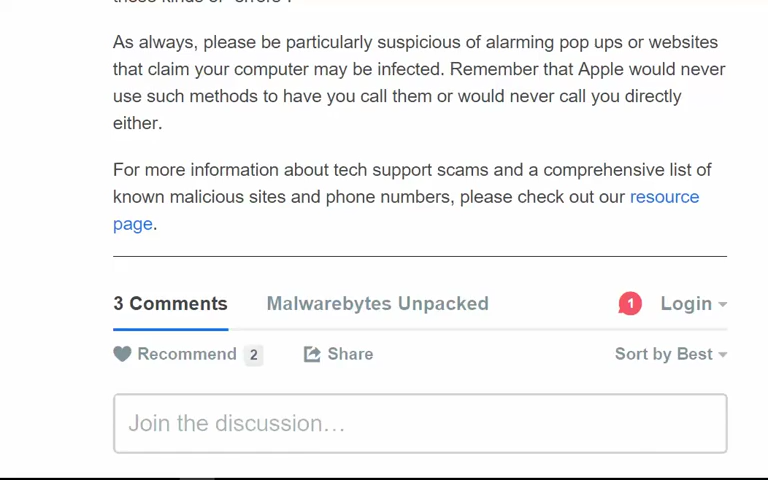 As always, please be particularly suspicious of alarming pop ups or websites
that claim your computer may be infected. Remember that Apple would never
use such methods to have you call them or would never call you directly
either.
For more information about tech support scams and a comprehensive list of
known malicious sites and phone numbers, please check out our resource
page.
3 Comments Malwarebytes Unpacked 1 Login
Recommend 2 Share Sort by Best
Join the discussion…